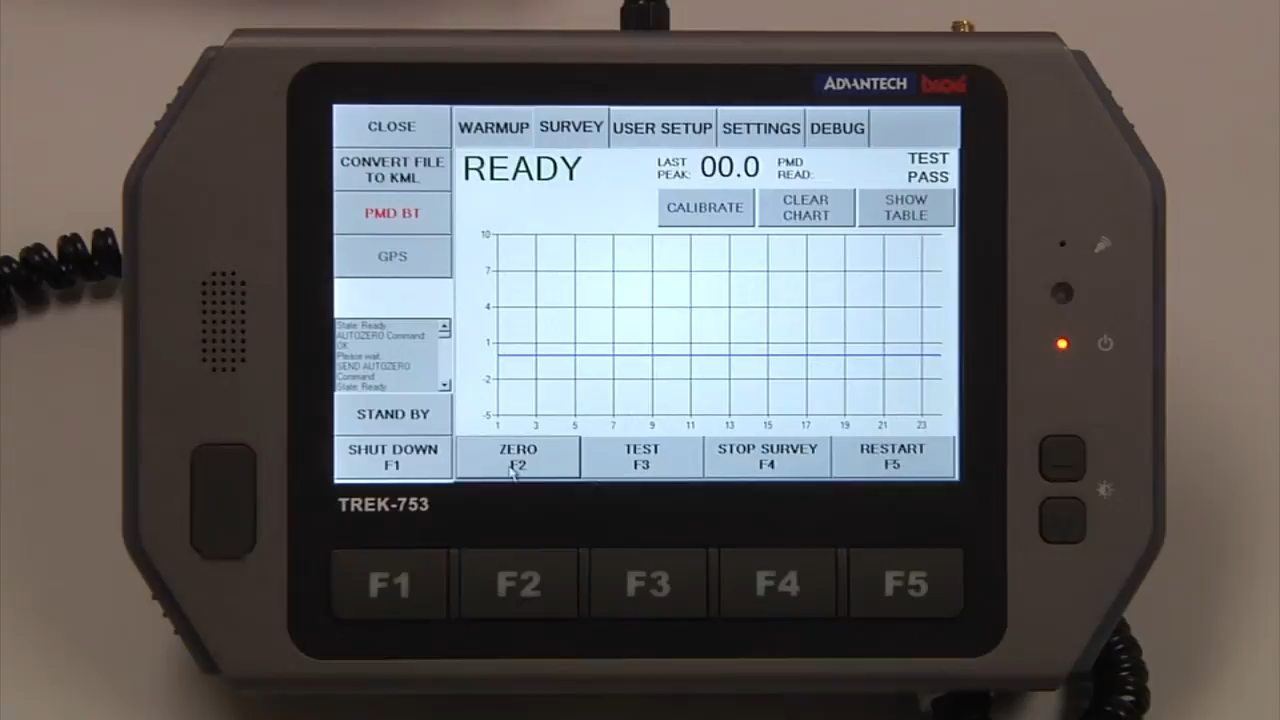 ADVANTECH
CLOSE
WARMUP
SURVEY
USER SETUP
SETTINGS
DEBUG
CONVERT FILE
TO KML
READY
LAST
PEAK:
00.0
PMD
READ:
TEST
PASS
PMD BT
CALIBRATE
CLEAR
CHART
SHOW
TABLE
GPS
10
7
4
1
-2
-5
1 3 5 7 9 11 13 15 17 19 21 23
State: Ready
AUTOZERO Command:
OK
Please wait.
SEND AUTOZERO
Command
State: Ready
STAND BY
SHUT DOWN
F1
ZERO
F2
TEST
F3
STOP SURVEY
F4
RESTART
F5
TREK-753
F1 F2 F3 F4 F5